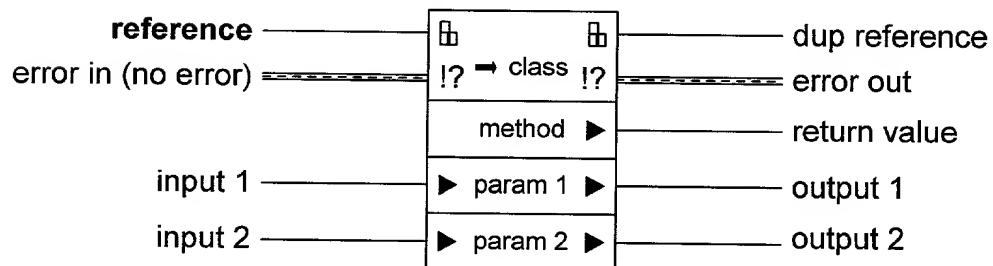 reference dup reference
error in (no error) !? class !? error out
method return value
input 1 param 1 output 1
input 2 param 2 output 2